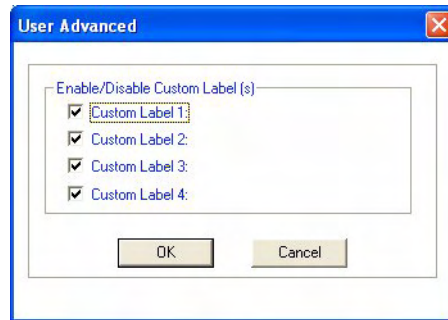 User Advanced
Enable/Disable Custom Label (s)
Custom Label 1:
Custom Label 2:
Custom Label 3:
Custom Label 4:
OK Cancel